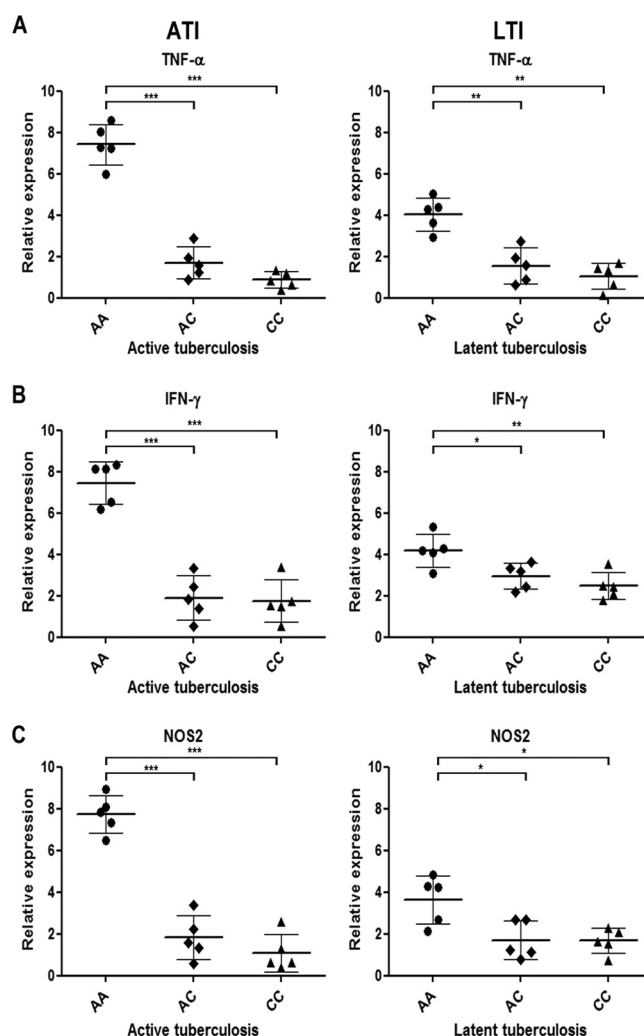 A
ATI
LTI
TNF-α
TNF-α
***
***
**
**
Relative expression
10
8
6
4
2
0
AA
AC
CC
Active tuberculosis
Relative expression
10
8
6
4
2
0
AA
AC
CC
Latent tuberculosis
B
IFN-γ
IFN-γ
***
***
**
*
Relative expression
10
8
6
4
2
0
AA
AC
CC
Active tuberculosis
Relative expression
10
8
6
4
2
0
AA
AC
CC
Latent tuberculosis
C
NOS2
NOS2
***
***
*
*
Relative expression
10
8
6
4
2
0
AA
AC
CC
Active tuberculosis
Relative expression
10
8
6
4
2
0
AA
AC
CC
Latent tuberculosis